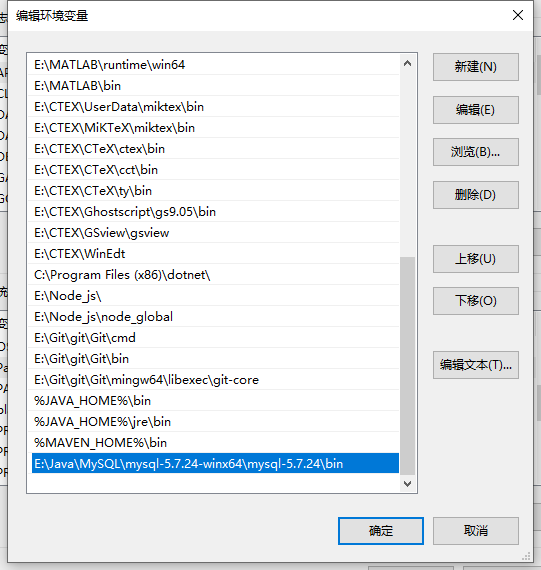 编辑环境变量
E:\MATLAB\runtime\win64
E:\MATLAB\bin
E:\CTEX\UserData\miktex\bin
E:\CTEX\MiKTeX\miktex\bin
E:\CTEX\CTeX\ctex\bin
E:\CTEX\CTeX\cct\bin
E:\CTEX\CTeX\ty\bin
E:\CTEX\Ghostscript\gs9.05\bin
E:\CTEX\GSview\gsview
E:\CTEX\WinEdt
C:\Program Files (x86)\dotnet\
E:\Node_js\
E:\Node_js\node_global
E:\Git\git\Git\cmd
E:\Git\git\Git\bin
E:\Git\git\Git\mingw64\libexec\git-core
%JAVA_HOME%\bin
%JAVA_HOME%\jre\bin
%MAVEN_HOME%\bin
E:\Java\MySQL\mysql-5.7.24-winx64\mysql-5.7.24\bin
新建(N)
编辑(E)
浏览(B)...
删除(D)
上移(U)
下移(O)
编辑文本(T)...
确定
取消